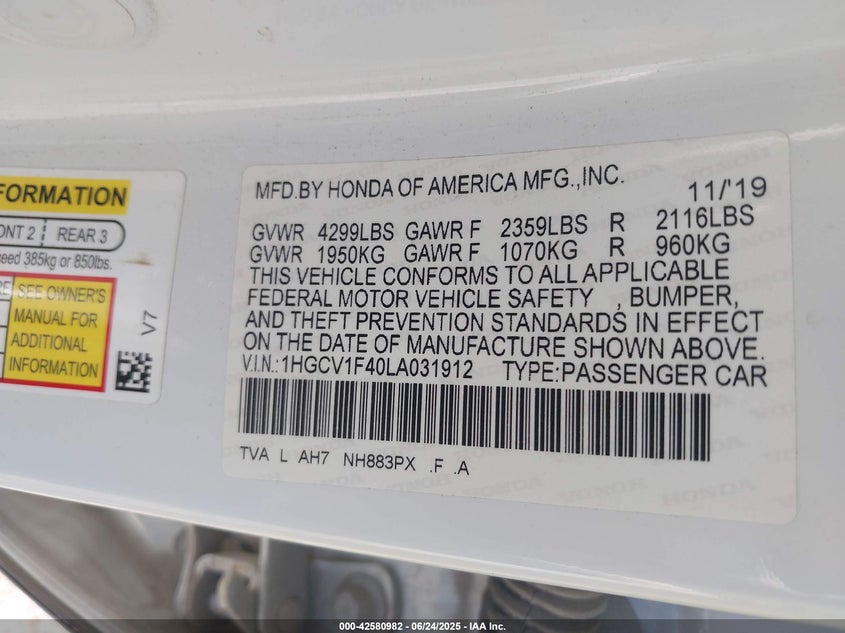 FORMATION
ONT 2 REAR 3
ceed 385kg or 850lbs.
RE SEE OWNER'S
MANUAL FOR
ADDITIONAL
INFORMATION
V7
MFD.BY HONDA OF AMERICA MFG.,INC. 11/'19
GVWR 4299LBS GAWR F 2359LBS R 2116LBS
GVWR 1950KG GAWR F 1070KG R 960KG
THIS VEHICLE CONFORMS TO ALL APPLICABLE
FEDERAL MOTOR VEHICLE SAFETY , BUMPER,
AND THEFT PREVENTION STANDARDS IN EFFECT
ON THE DATE OF MANUFACTURE SHOWN ABOVE.
V.I.N.:1HGCV1F40LA031912 TYPE:PASSENGER CAR
TVA L AH7 NH883PX .F .A
000-42580982 - 06/24/2025 - IAA Inc.